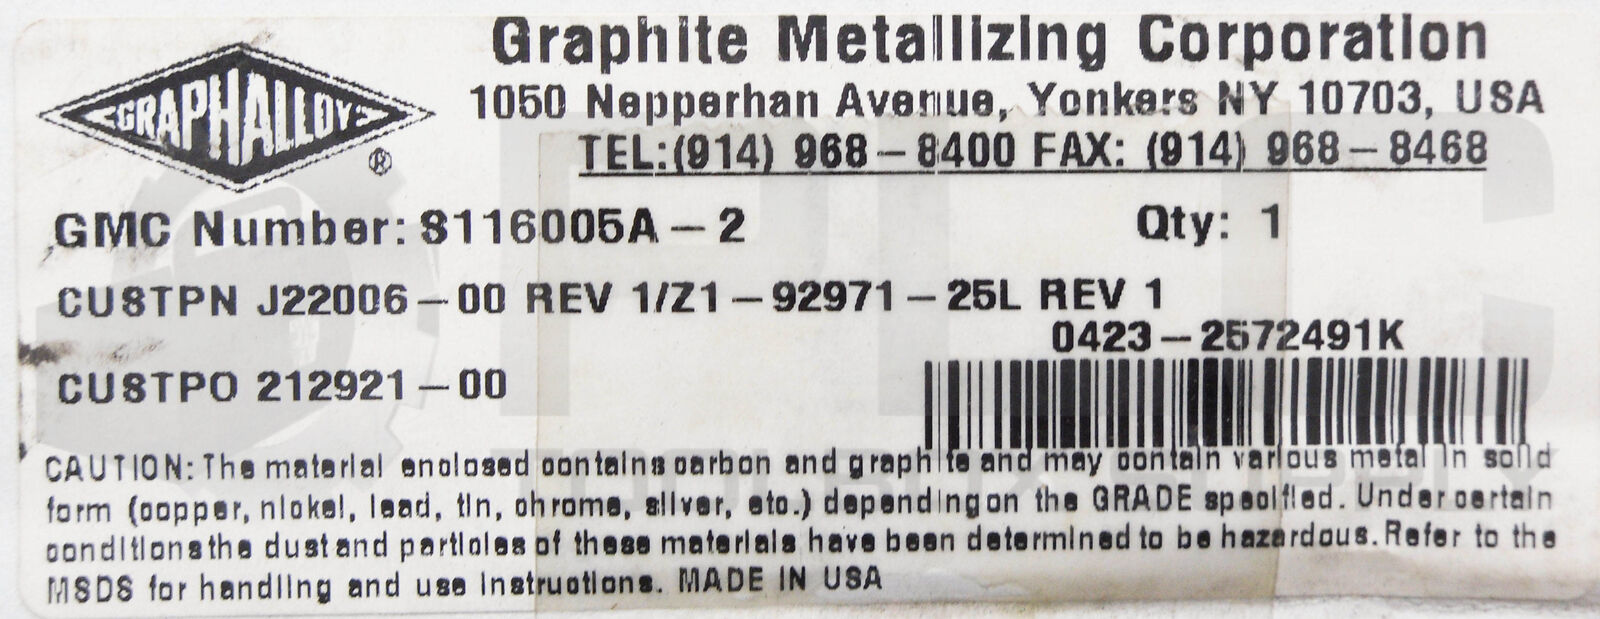 Graphite Metallizing Corporation
GRAPHALLOY ®
1050 Nepperhan Avenue, Yonkers NY 10703, USA
TEL:(914) 968-8400 FAX: (914) 968-8468
GMC Number: 8116005A-2 Qty: 1
CUSTPN J22006-00 REV 1/Z1-92971-25L REV 1
0423-2572491K
CUSTPO 212921-00
CAUTION: The material enclosed contains carbon and graphite and may contain various metal in solid
form (copper, nickel, lead, tin, chrome, silver, etc.) depending on the GRADE specified. Under certain
conditions the dust and particles of these materials have been determined to be hazardous. Refer to the
MSDS for handling and use instructions. MADE IN USA